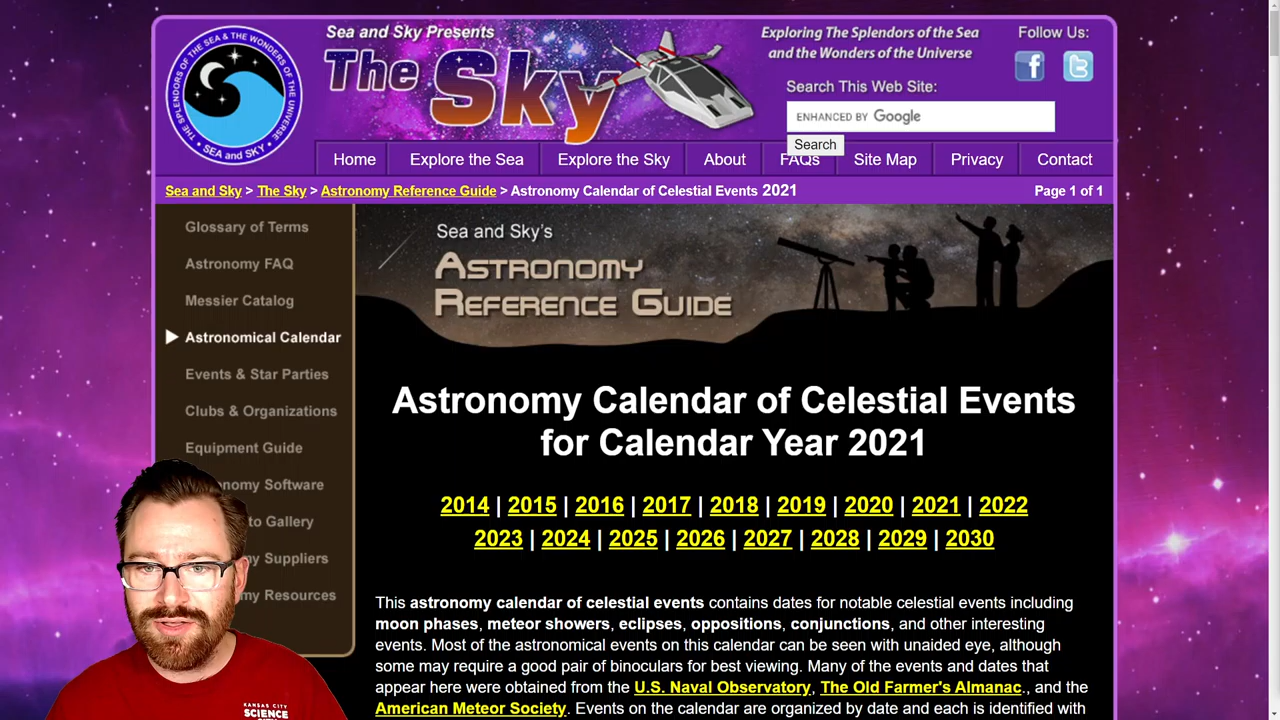 THE SPLENDORS OF THE SEA & THE WONDERS OF THE UNIVERSE
• SEA and SKY •
Sea and Sky Presents
The Sky
Exploring The Splendors of the Sea
and the Wonders of the Universe
Follow Us:
Search This Web Site:
ENHANCED BY Google
Search
Home
Explore the Sea
Explore the Sky
About
FAQs
Site Map
Privacy
Contact
Sea and Sky > The Sky > Astronomy Reference Guide > Astronomy Calendar of Celestial Events 2021
Page 1 of 1
Glossary of Terms
Astronomy FAQ
Messier Catalog
Astronomical Calendar
Events & Star Parties
Clubs & Organizations
Equipment Guide
onomy Software
to Gallery
my Suppliers
my Resources
Sea and Sky's
Astronomy
Reference Guide
Astronomy Calendar of Celestial Events
for Calendar Year 2021
2014 | 2015 | 2016 | 2017 | 2018 | 2019 | 2020 | 2021 | 2022
2023 | 2024 | 2025 | 2026 | 2027 | 2028 | 2029 | 2030
This astronomy calendar of celestial events contains dates for notable celestial events including
moon phases, meteor showers, eclipses, oppositions, conjunctions, and other interesting
events. Most of the astronomical events on this calendar can be seen with unaided eye, although
some may require a good pair of binoculars for best viewing. Many of the events and dates that
appear here were obtained from the U.S. Naval Observatory, The Old Farmer's Almanac., and the
American Meteor Society. Events on the calendar are organized by date and each is identified with
KANSAS CITY
SCIENCE